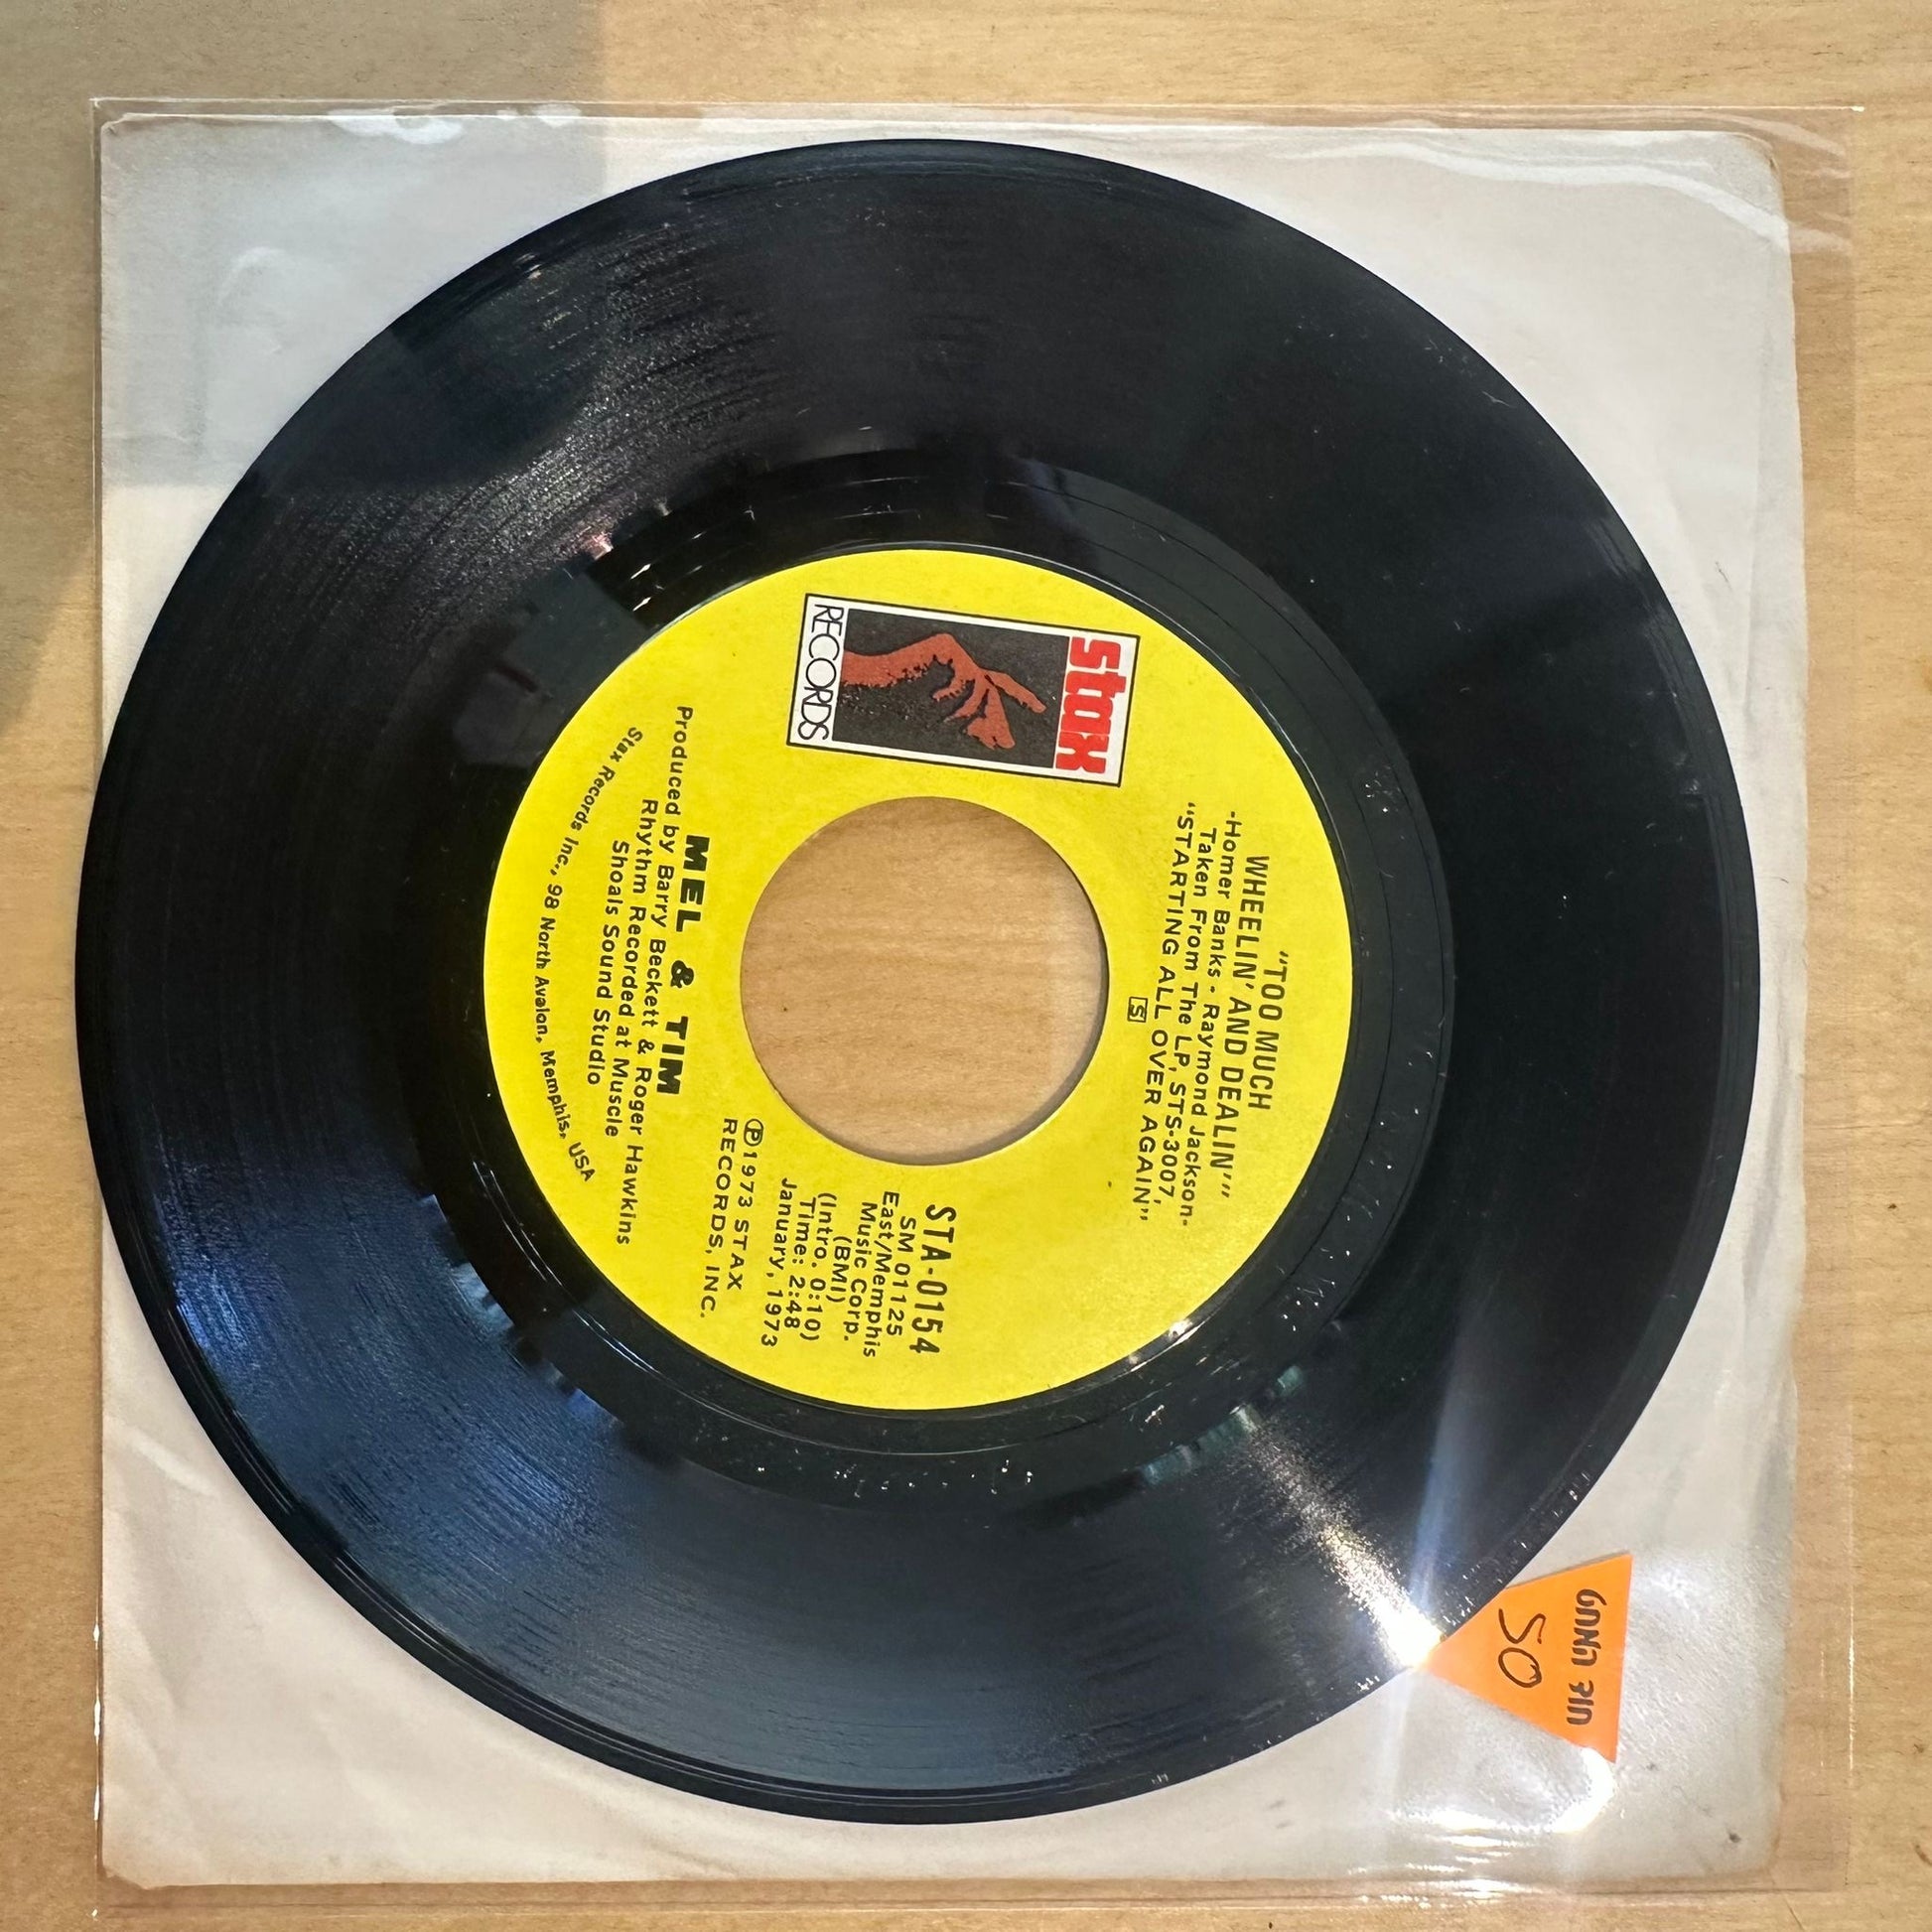 stax
RECORDS
"TOO MUCH
WHEELIN' AND DEALIN'"
-Homer Banks - Raymond Jackson-
Taken From The LP, STS-3007,
"STARTING ALL OVER AGAIN,"
S
STA-0154
SM 01125
East/Memphis
Music Corp.
(BMI)
(Intro. 0:10)
Time: 2:48
January, 1973
Ⓟ1973 STAX
RECORDS, INC.
MEL & TIM
Produced by Barry Beckett & Roger Hawkins
Rhythm Recorded at Muscle
Shoals Sound Studio
Stax Records Inc., 98 North Avalon, Memphis, USA
50